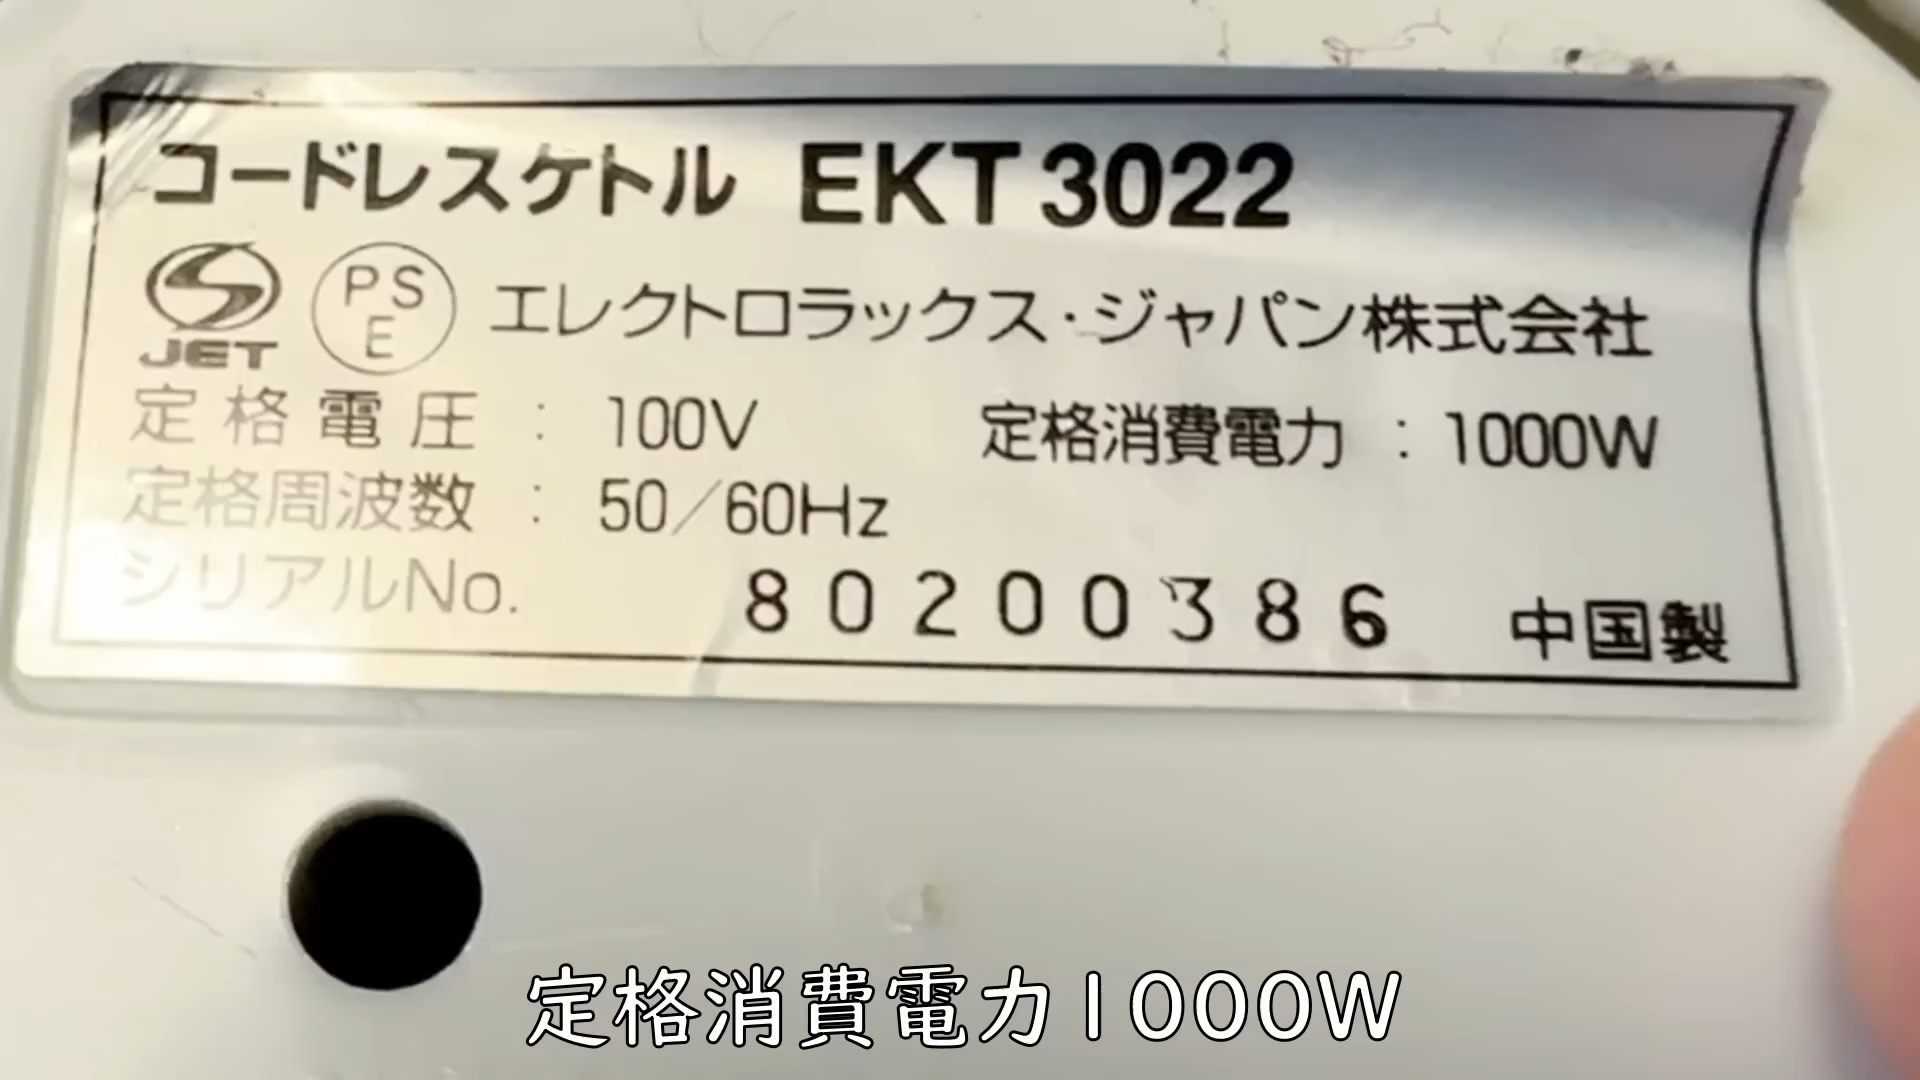 コードレスケトル EKT3022
JET PSE エレクトロラックス・ジャパン株式会社
定格電圧 : 100V 定格消費電力 : 1000W
定格周波数 : 50/60Hz
シリアルNo. 80200386 中国製
定格消費電力1000W